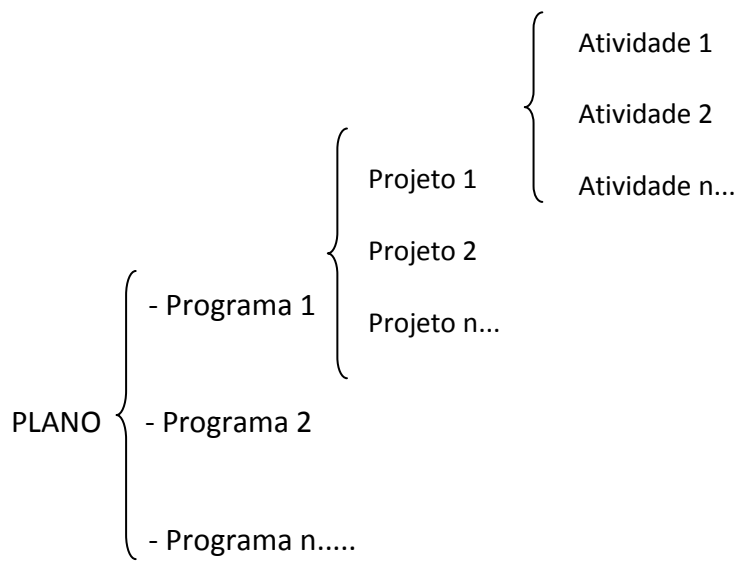 Atividade 1
Atividade 2
Atividade n...
Projeto 1
Projeto 2
Projeto n...
- Programa 1
PLANO
- Programa 2
- Programa n.....